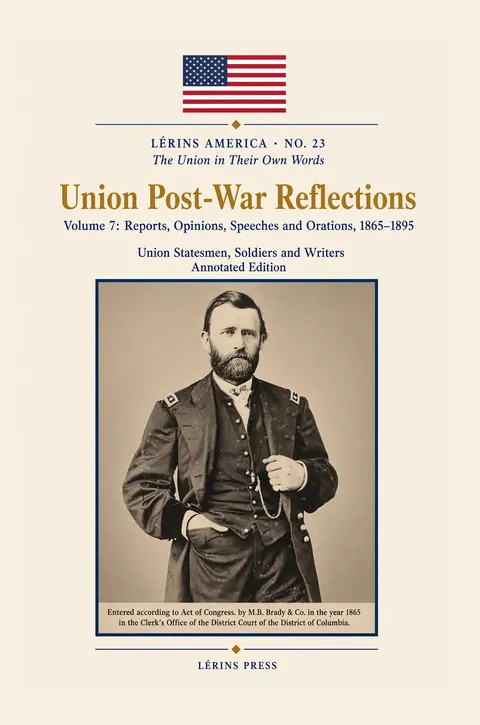 LÉRINS AMERICA · NO. 23
The Union in Their Own Words
Union Post-War Reflections
Volume 7: Reports, Opinions, Speeches and Orations, 1865–1895
Union Statesmen, Soldiers and Writers
Annotated Edition
Entered according to Act of Congress. by M.B. Brady & Co. in the year 1865
in the Clerk's Office of the District Court of the District of Columbia.
LÉRINS PRESS